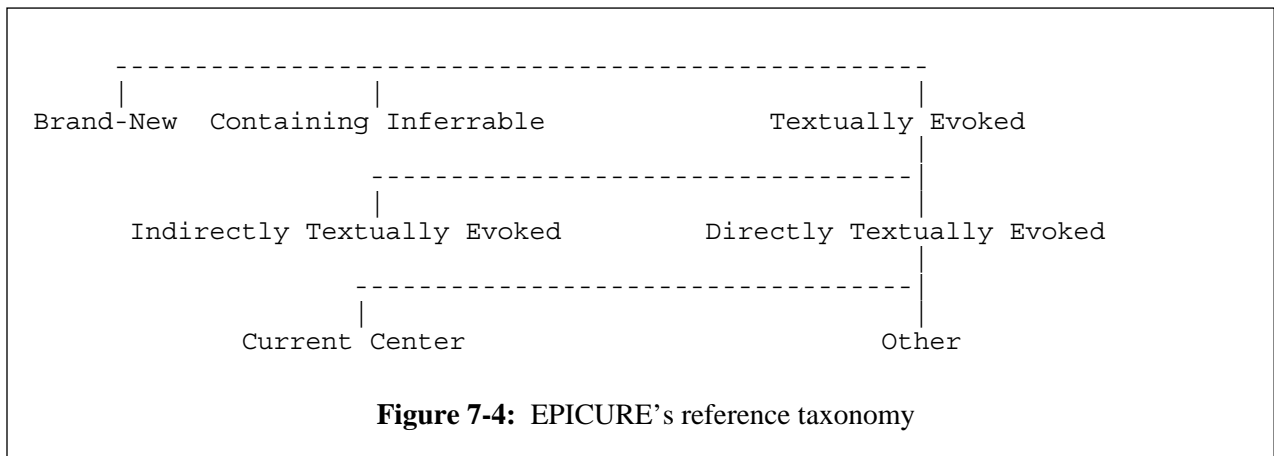 Brand-New Containing Inferrable Textually Evoked
Indirectly Textually Evoked Directly Textually Evoked
Current Center Other
Figure 7-4: EPICURE’s reference taxonomy